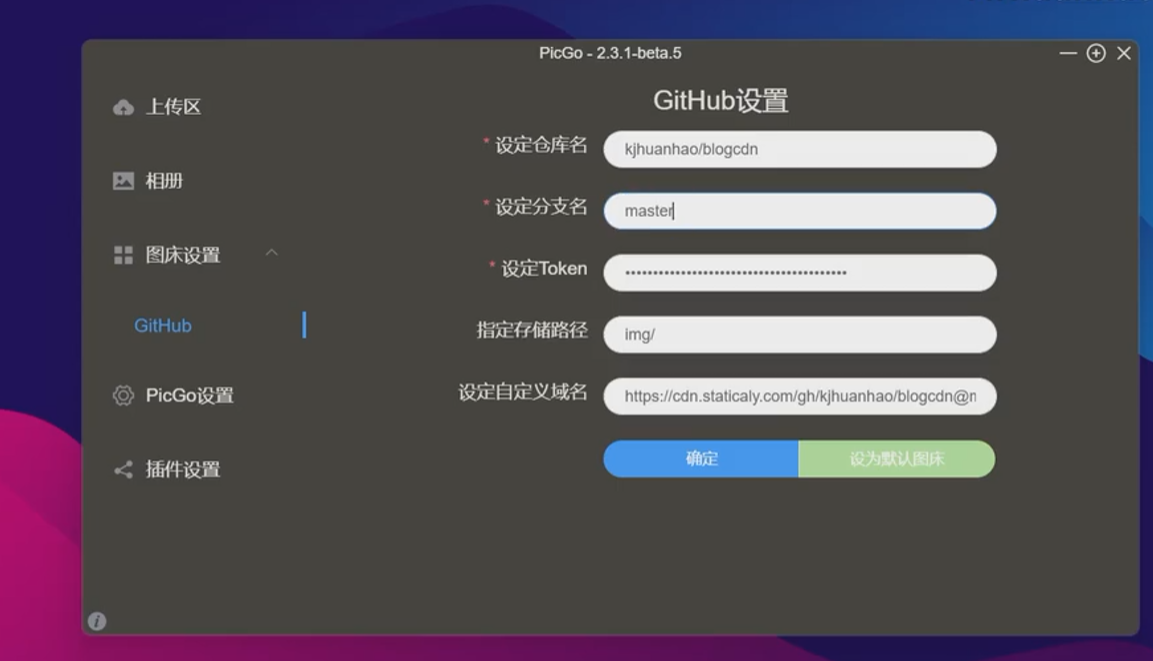 PicGo - 2.3.1-beta.5
上传区
相册
图床设置
GitHub
PicGo设置
插件设置
GitHub设置
* 设定仓库名
kjhuanhao/blogcdn
* 设定分支名
master
* 设定Token
••••••••••••••••••••••••••••••••••••••••
指定存储路径
img/
设定自定义域名
https://cdn.staticaly.com/gh/kjhuanhao/blogcdn@m
确定
设为默认图床